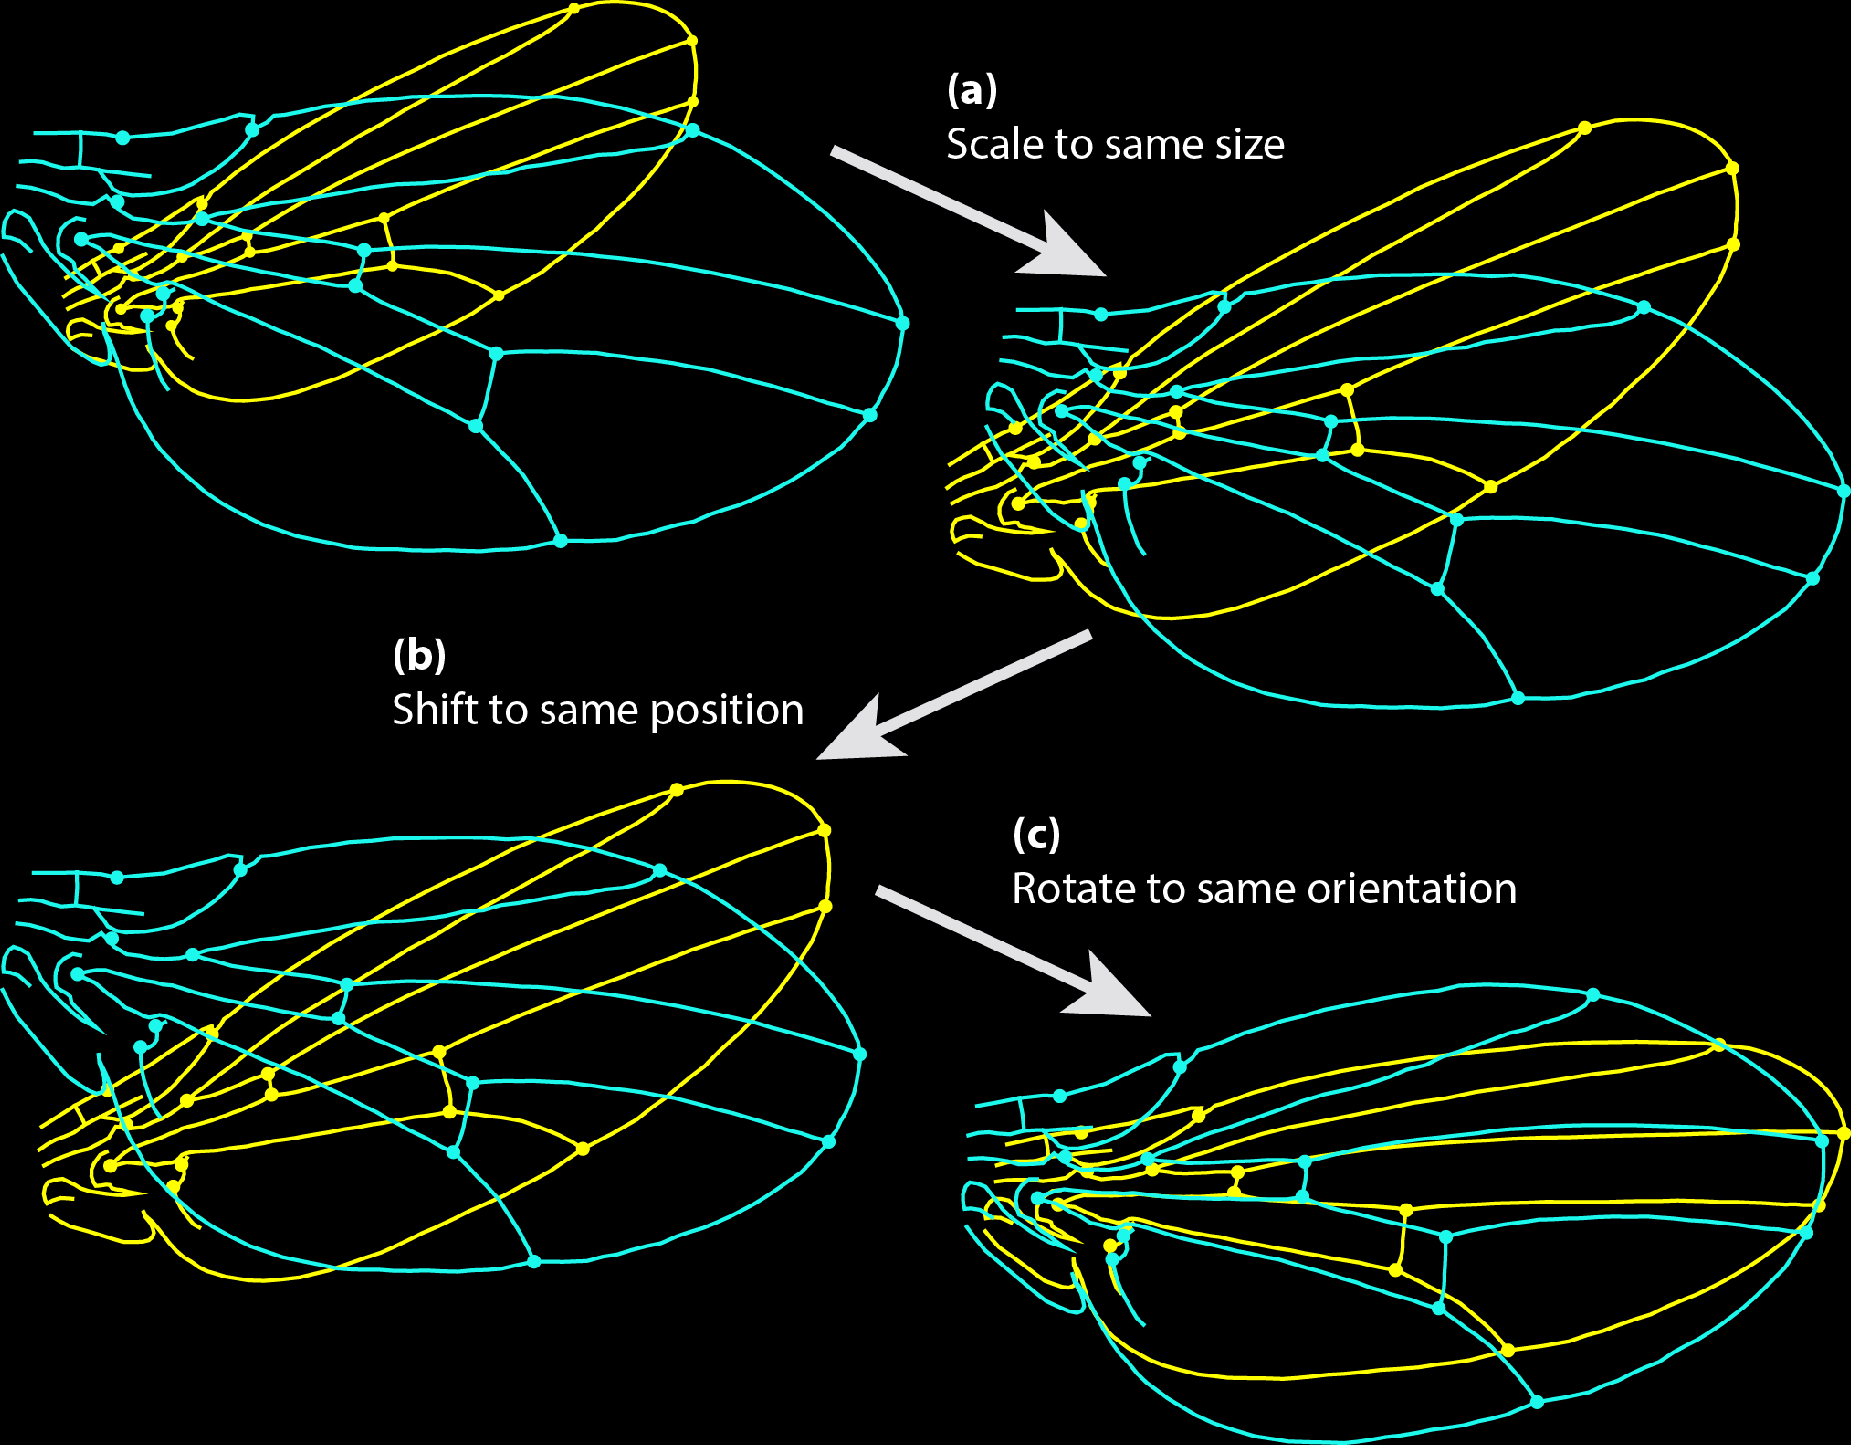 (a)
Scale to same size
(b)
Shift to same position
(c)
Rotate to same orientation